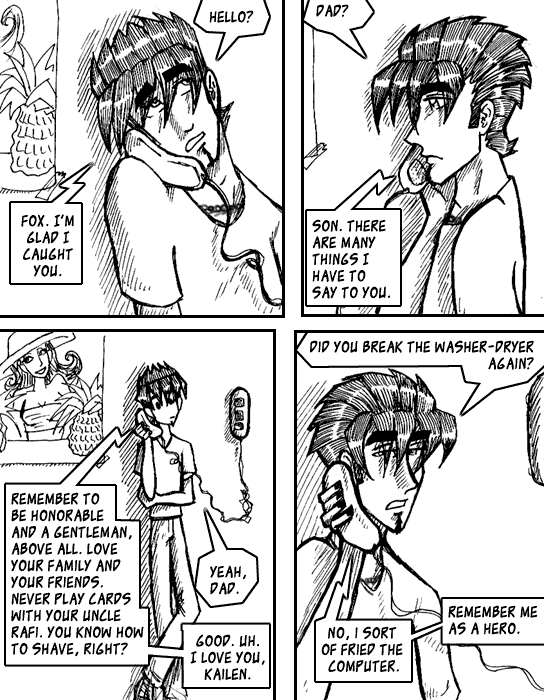 HELLO?
FOX. I'M
GLAD I
CAUGHT
YOU.
DAD?
SON. THERE
ARE MANY
THINGS I
HAVE TO
SAY TO YOU.
REMEMBER TO
BE HONORABLE
AND A GENTLEMAN,
ABOVE ALL. LOVE
YOUR FAMILY AND
YOUR FRIENDS.
NEVER PLAY CARDS
WITH YOUR UNCLE
RAFI. YOU KNOW HOW
TO SHAVE, RIGHT?
YEAH,
DAD.
GOOD. UH.
I LOVE YOU,
KAILEN.
DID YOU BREAK THE WASHER-DRYER
AGAIN?
NO, I SORT
OF FRIED THE
COMPUTER.
REMEMBER ME
AS A HERO.